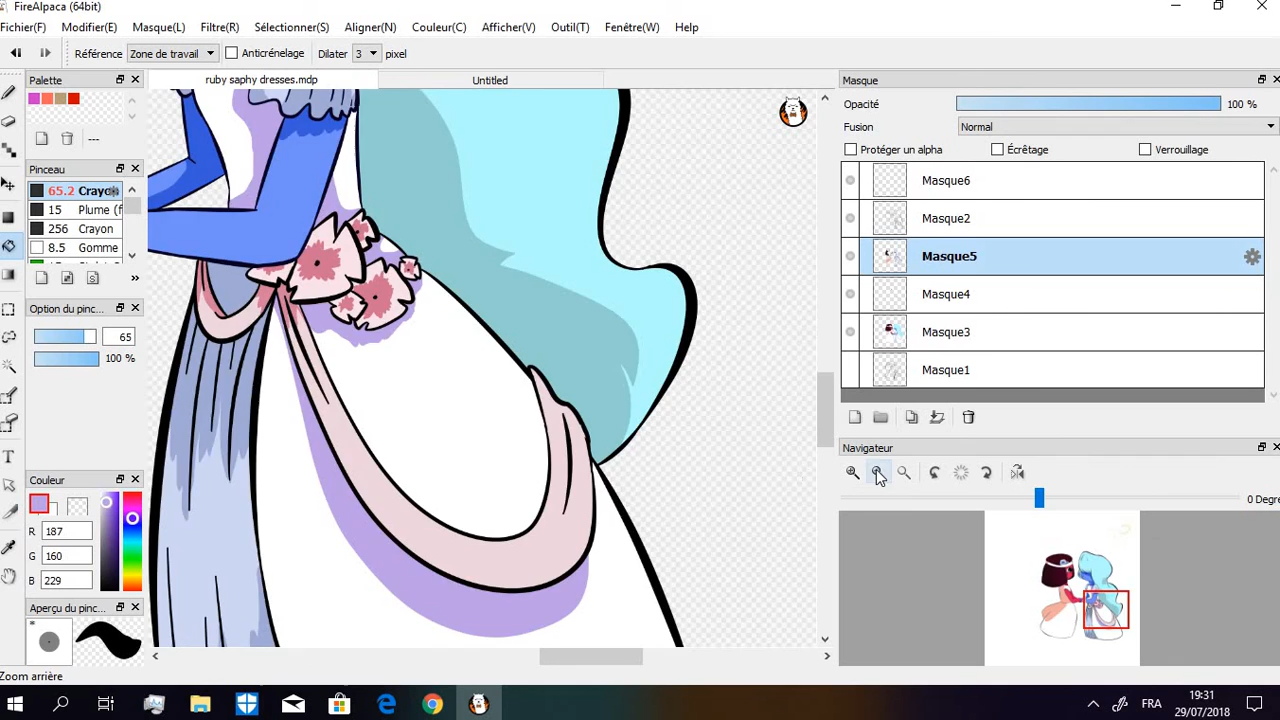 FireAlpaca (64bit)
Fichier(F) Modifier(E) Masque(L) Filtre(R) Sélectionner(S) Aligner(N) Couleur(C) Afficher(V) Outil(T) Fenêtre(W) Help
Référence Zone de travail Anticrénelage Dilater 3 pixel
Palette
---
ruby saphy dresses.mdp Untitled
Pinceau
65.2 Crayo
15 Plume (f
256 Crayon
8.5 Gomme
Option du pinc...
65
100 %
Couleur
R 187
G 160
B 229
Aperçu du pinc...
Zoom arrière
Masque
Opacité 100 %
Fusion Normal
Protéger un alpha Écrêtage Verrouillage
Masque6
Masque2
Masque5
Masque4
Masque3
Masque1
Navigateur
0 Degre
FRA
19:31
29/07/2018